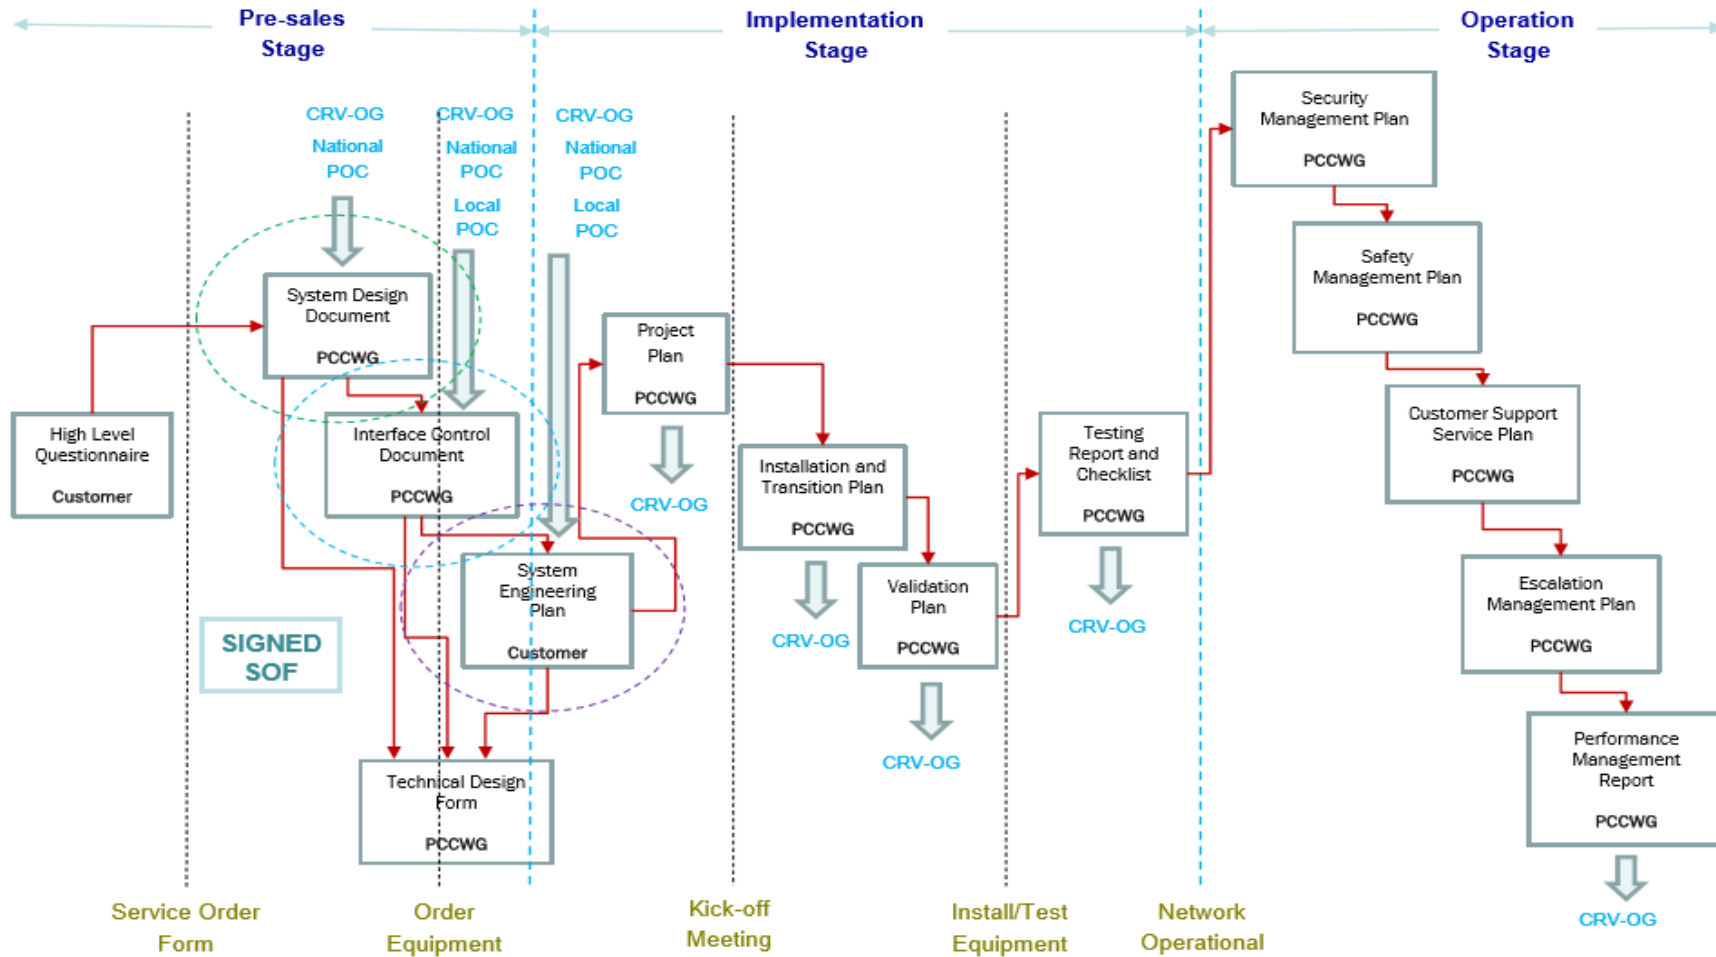 Pre-sales
Stage
Implementation
Stage
Operation
Stage
CRV-OG
National
POC
CRV-OG
National
POC
Local
POC
CRV-OG
National
POC
Local
POC
System Design
Document
PCCWG
High Level
Questionnaire
Customer
Interface Control
Document
PCCWG
System
Engineering
Plan
Customer
SIGNED
SOF
Technical Design
Form
PCCWG
Project
Plan
PCCWG
CRV-OG
Installation and
Transition Plan
PCCWG
CRV-OG
Validation
Plan
PCCWG
CRV-OG
Testing
Report and
Checklist
PCCWG
CRV-OG
Security
Management Plan
PCCWG
Safety
Management Plan
PCCWG
Customer Support
Service Plan
PCCWG
Escalation
Management Plan
PCCWG
Performance
Management
Report
PCCWG
CRV-OG
Service Order
Form
Order
Equipment
Kick-off
Meeting
Install/Test
Equipment
Network
Operational